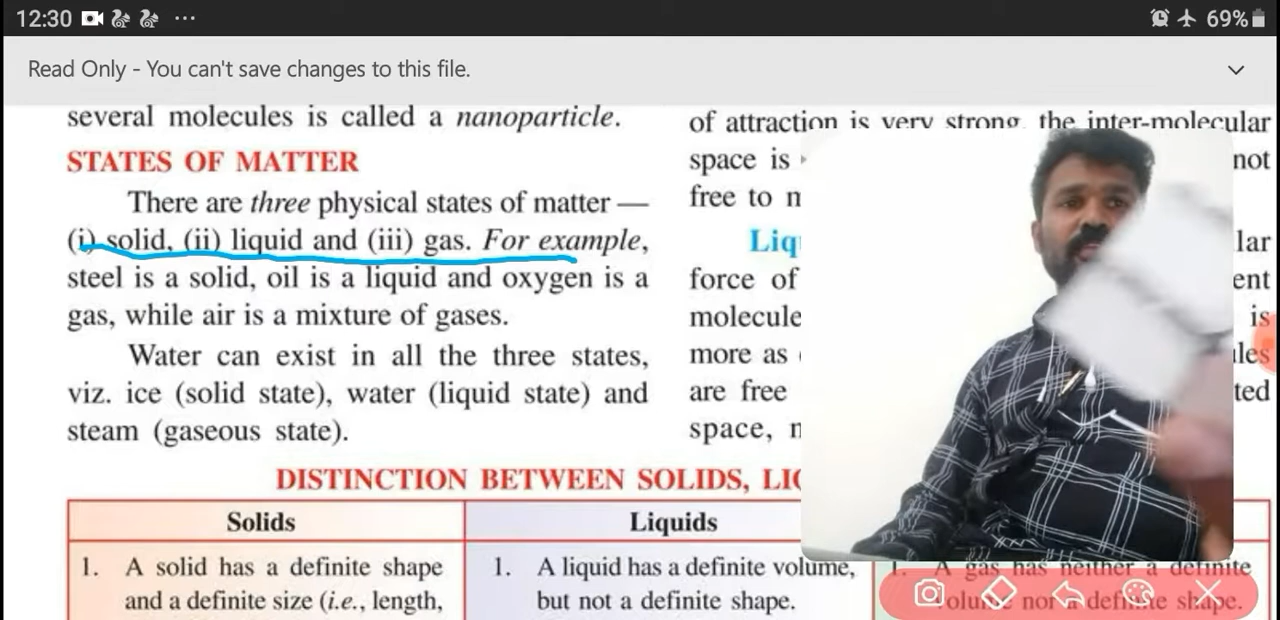 12:30
69%
Read Only - You can't save changes to this file.
several molecules is called a nanoparticle.
STATES OF MATTER
There are three physical states of matter —
(i) solid, (ii) liquid and (iii) gas. For example,
steel is a solid, oil is a liquid and oxygen is a
gas, while air is a mixture of gases.
Water can exist in all the three states,
viz. ice (solid state), water (liquid state) and
steam (gaseous state).
of attraction is very strong, the inter-molecular
space is not
free to m
Liq lar
force of ent
molecule is
more as les
are free ted
space, n
DISTINCTION BETWEEN SOLIDS, LIQ
Solids
Liquids
1. A solid has a definite shape
and a definite size (i.e., length,
1. A liquid has a definite volume,
but not a definite shape.
1. A gas has neither a definite
volume nor a definite shape.